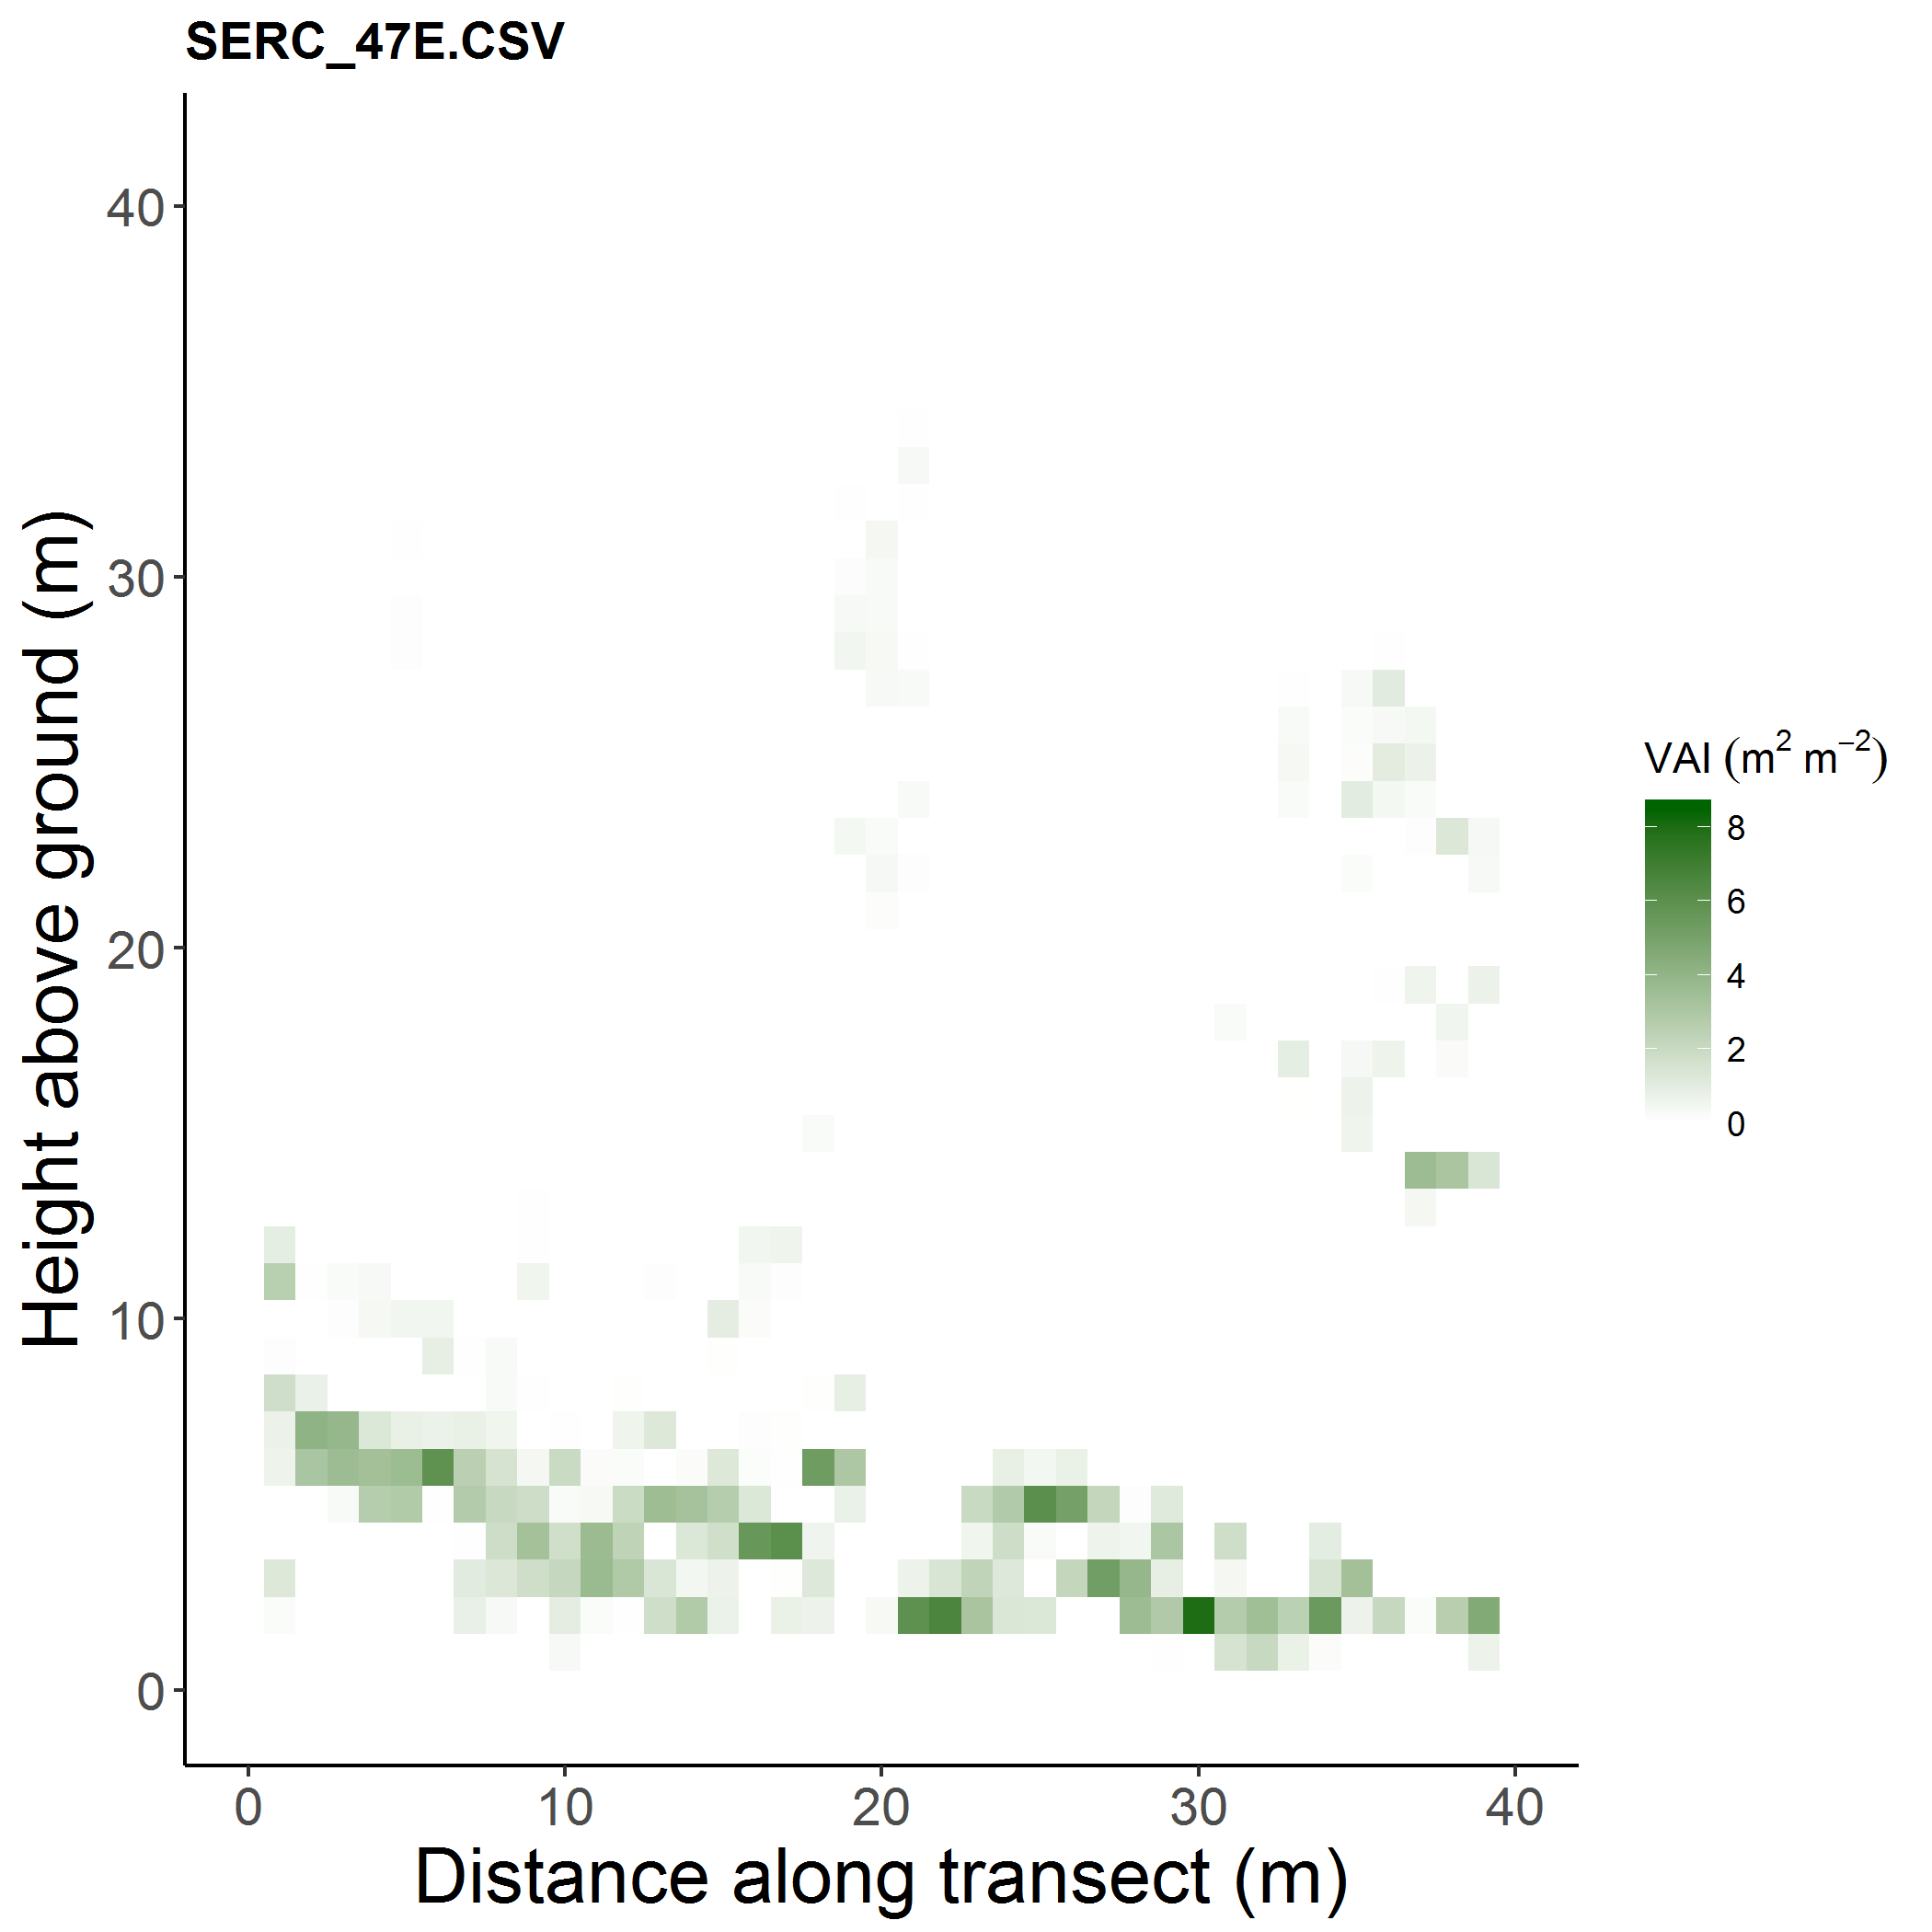 SERC_47E.CSV
Height above ground (m)
40
30
20
10
0
0 10 20 30 40
Distance along transect (m)
VAI (m² m⁻²)
8
6
4
2
0